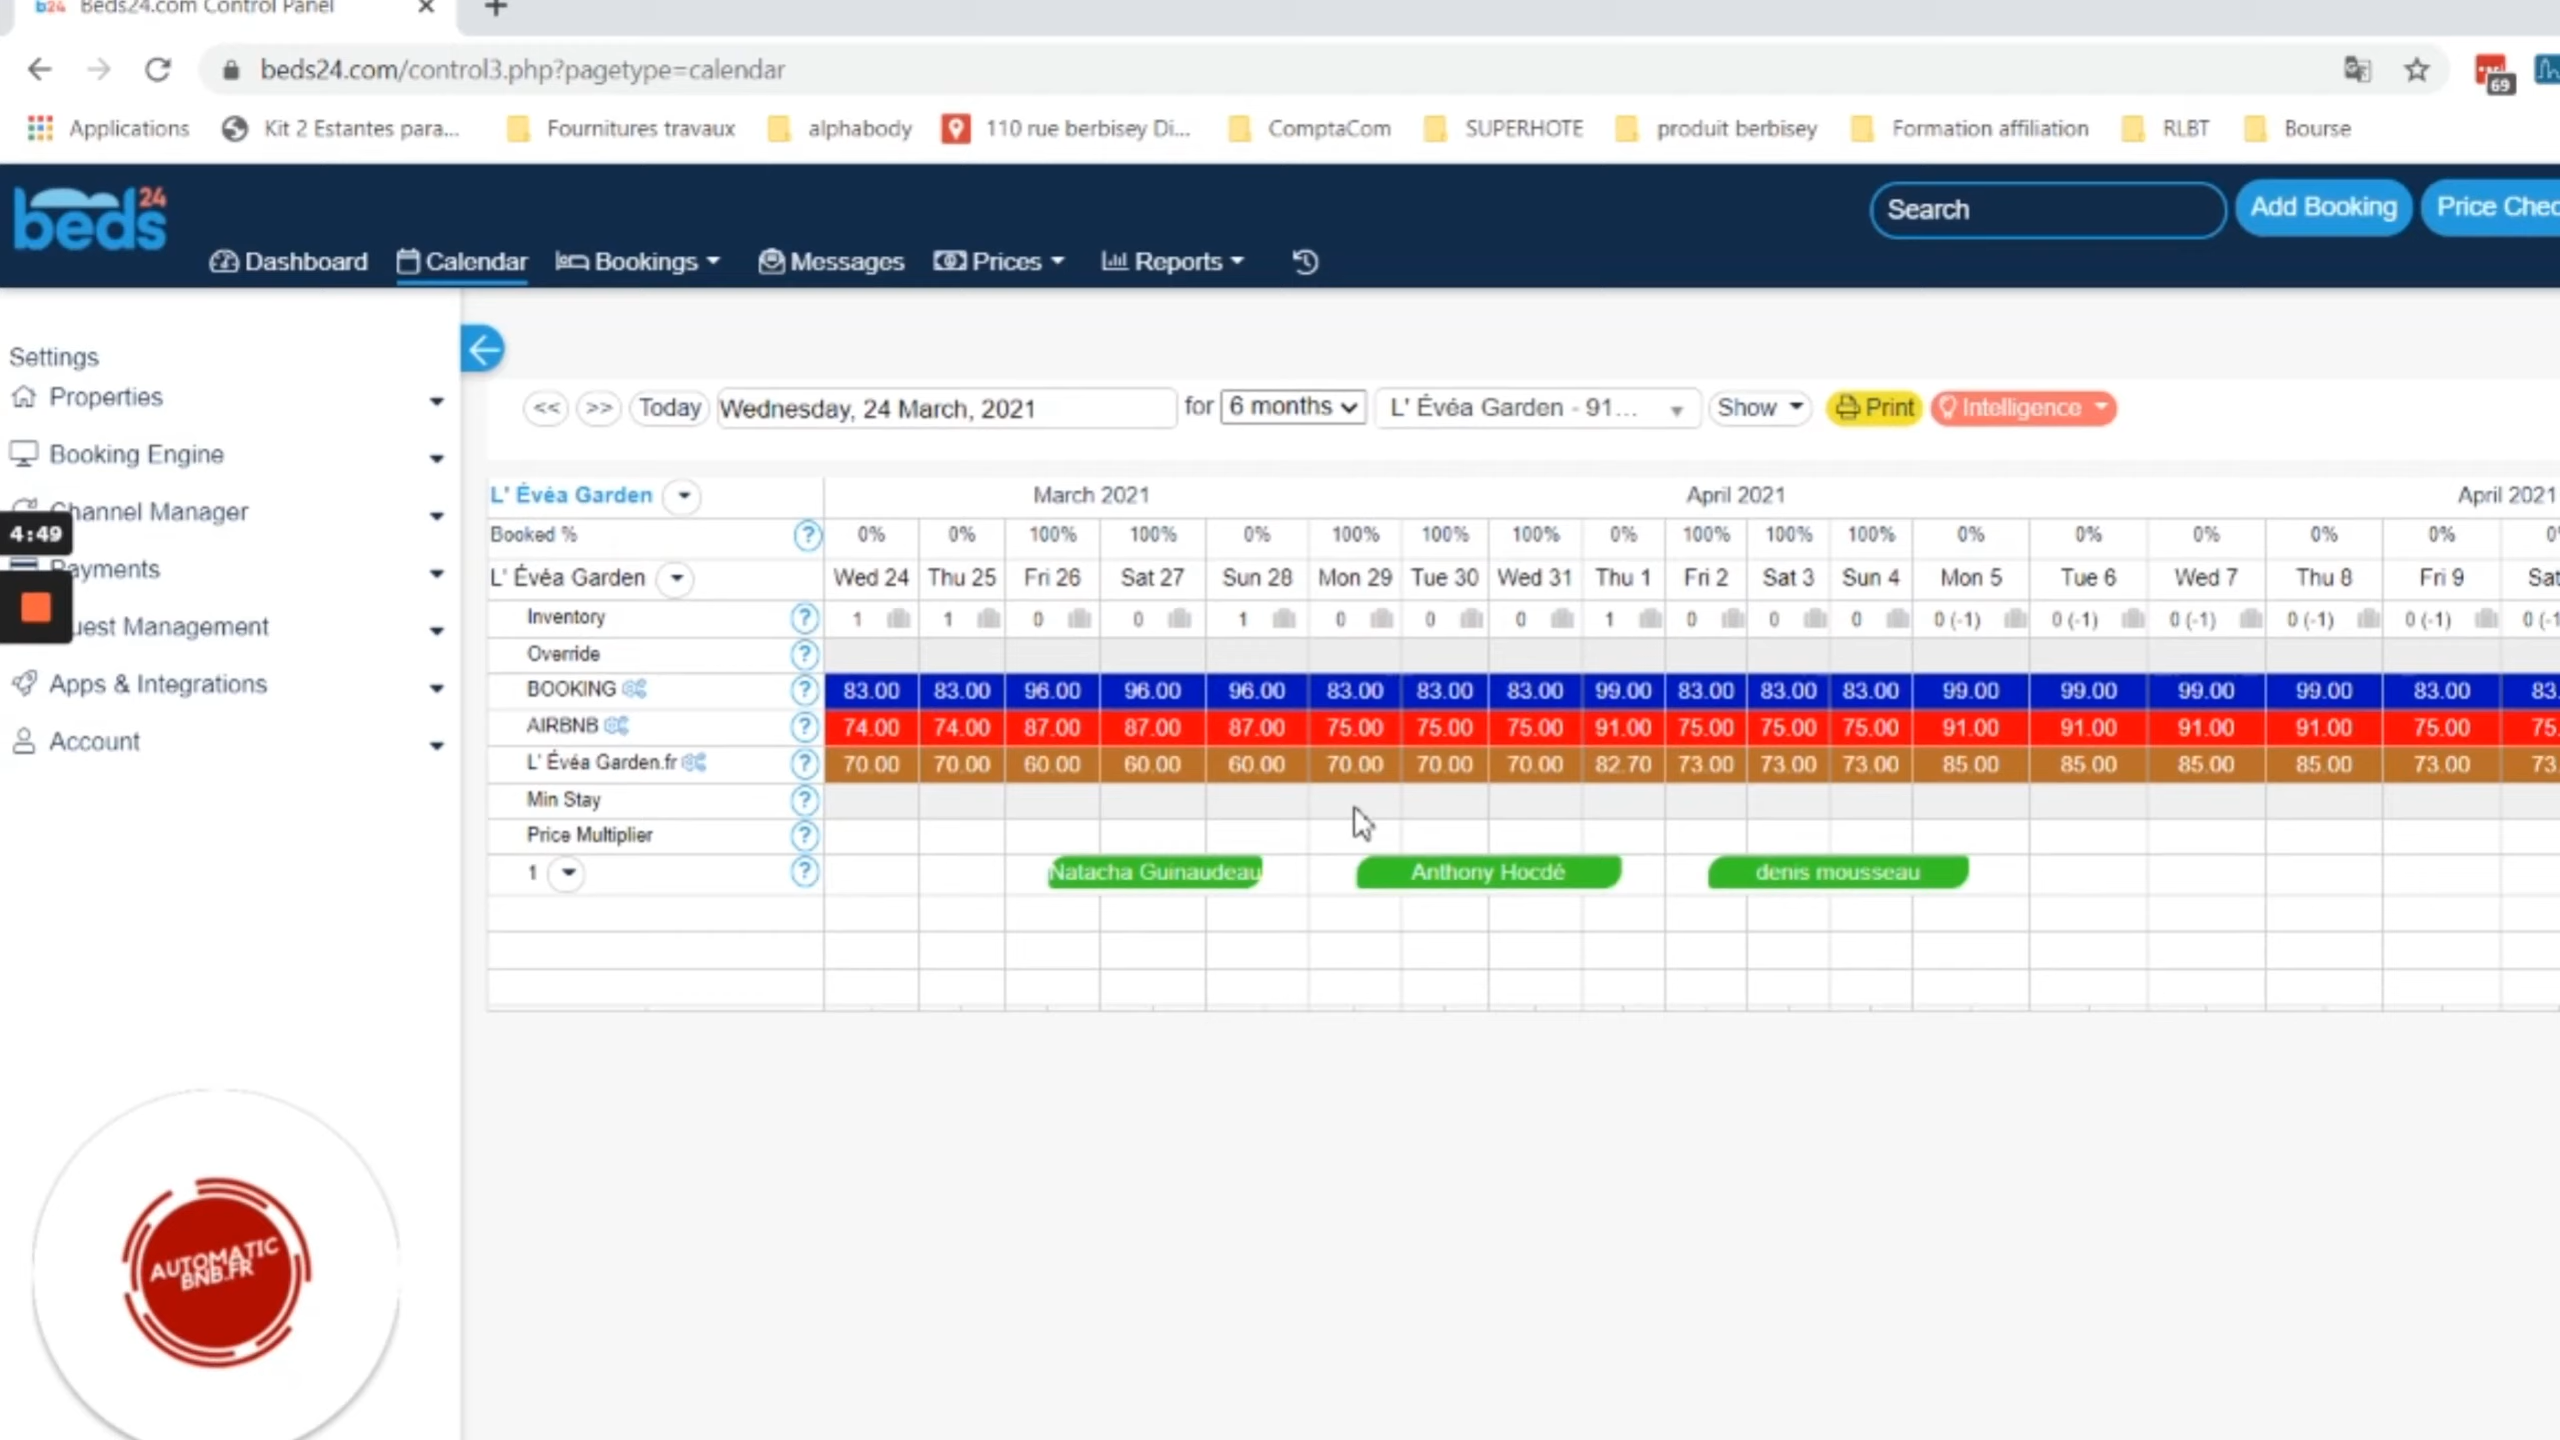 b24 Beds24.com Control Panel
beds24.com/control3.php?pagetype=calendar
69
Applications Kit 2 Estantes para... Fournitures travaux alphabody 110 rue berbisey Di... ComptaCom SUPERHOTE produit berbisey Formation affiliation RLBT Bourse
beds24
Search Add Booking Price Chec
Dashboard Calendar Bookings Messages Prices Reports
Settings
Properties
Booking Engine
Channel Manager
4:49
Payments
uest Management
Apps & Integrations
Account
<< >> Today Wednesday, 24 March, 2021 for 6 months L' Évéa Garden - 91... Show Print Intelligence
L' Évéa Garden March 2021 April 2021 April 2021
Booked % ? 0% 0% 100% 100% 0% 100% 100% 100% 0% 100% 100% 100% 0% 0% 0% 0% 0% 0%
L' Évéa Garden Wed 24 Thu 25 Fri 26 Sat 27 Sun 28 Mon 29 Tue 30 Wed 31 Thu 1 Fri 2 Sat 3 Sun 4 Mon 5 Tue 6 Wed 7 Thu 8 Fri 9 Sat
Inventory ? 1 1 0 0 1 0 0 0 1 0 0 0 0 (-1) 0 (-1) 0 (-1) 0 (-1) 0 (-1) 0 (-1
Override ?
BOOKING ? 83.00 83.00 96.00 96.00 96.00 83.00 83.00 83.00 99.00 83.00 83.00 83.00 99.00 99.00 99.00 99.00 83.00 83.
AIRBNB ? 74.00 74.00 87.00 87.00 87.00 75.00 75.00 75.00 91.00 75.00 75.00 75.00 91.00 91.00 91.00 91.00 75.00 75.
L' Évéa Garden.fr ? 70.00 70.00 60.00 60.00 60.00 70.00 70.00 70.00 82.70 73.00 73.00 73.00 85.00 85.00 85.00 85.00 73.00 73.
Min Stay ?
Price Multiplier ?
1 ? Natacha Guinaudeau Anthony Hocdé denis mousseau
AUTOMATIC
BNB.FR